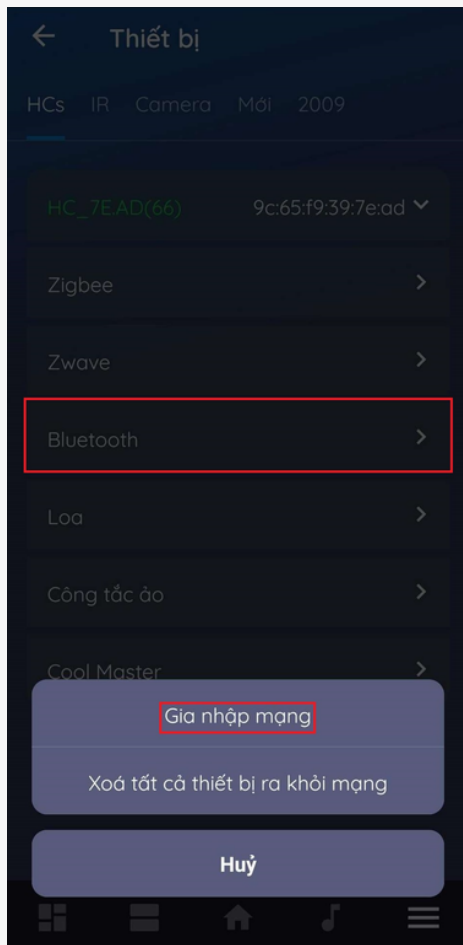 Thiết bị
HCs IR Camera Mới 2009
HC_7E.AD(66) 9c:65:f9:39:7e:ad
Zigbee
Zwave
Bluetooth
Loa
Công tắc ảo
Cool Master
Gia nhập mạng
Xoá tất cả thiết bị ra khỏi mạng
Huỷ